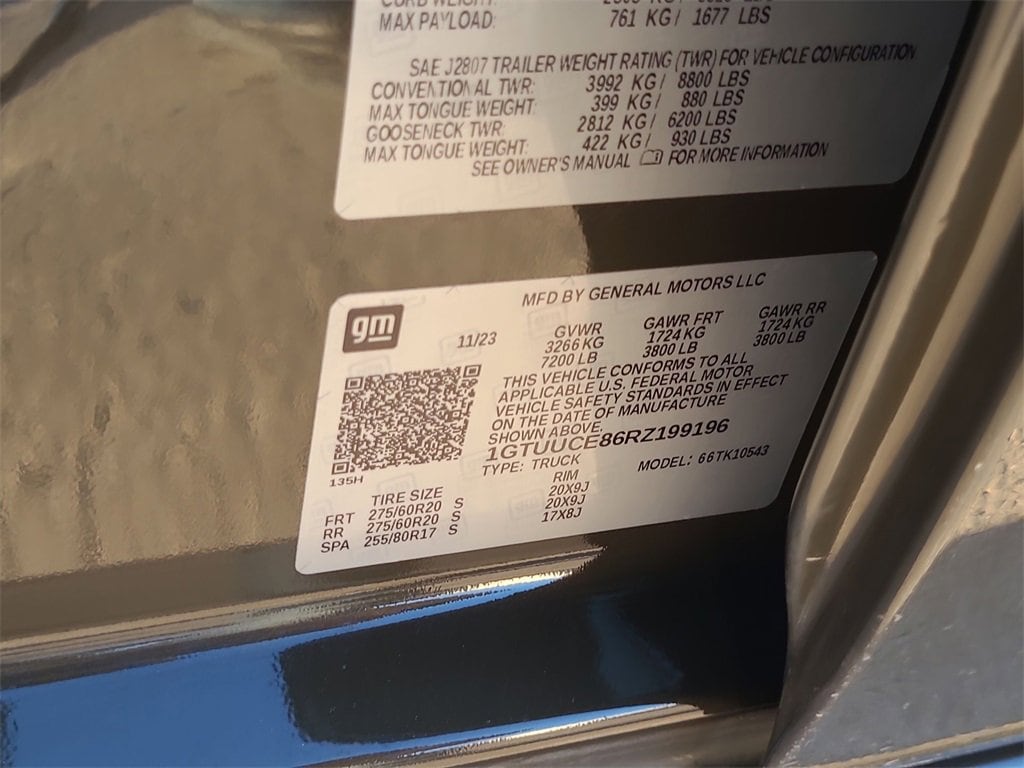 MAX PAYLOAD: 761 KG/ 1677 LBS
SAE J2807 TRAILER WEIGHT RATING (TWR) FOR VEHICLE CONFIGURATION
CONVENTIONAL TWR: 3992 KG/ 8800 LBS
MAX TONGUE WEIGHT: 399 KG/ 880 LBS
GOOSENECK TWR: 2812 KG/ 6200 LBS
MAX TONGUE WEIGHT: 422 KG/ 930 LBS
SEE OWNER'S MANUAL FOR MORE INFORMATION
gm
MFD BY GENERAL MOTORS LLC
11/23
GVWR GAWR FRT GAWR RR
3266 KG 1724 KG 1724 KG
7200 LB 3800 LB 3800 LB
THIS VEHICLE CONFORMS TO ALL
APPLICABLE U.S. FEDERAL MOTOR
VEHICLE SAFETY STANDARDS IN EFFECT
ON THE DATE OF MANUFACTURE
SHOWN ABOVE.
1GTUUCE86RZ199196
TYPE: TRUCK MODEL: 66TK10543
135H
TIRE SIZE RIM
FRT 275/60R20 S 20X9J
RR 275/60R20 S 20X9J
SPA 255/80R17 S 17X8J